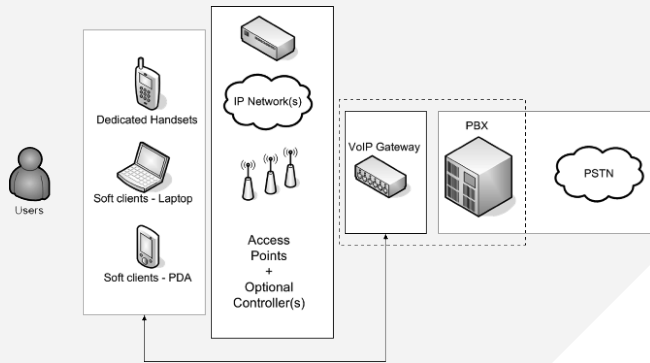 Users
Dedicated Handsets
Soft clients - Laptop
Soft clients - PDA
IP Network(s)
Access
Points
+
Optional
Controller(s)
VoIP Gateway
PBX
PSTN